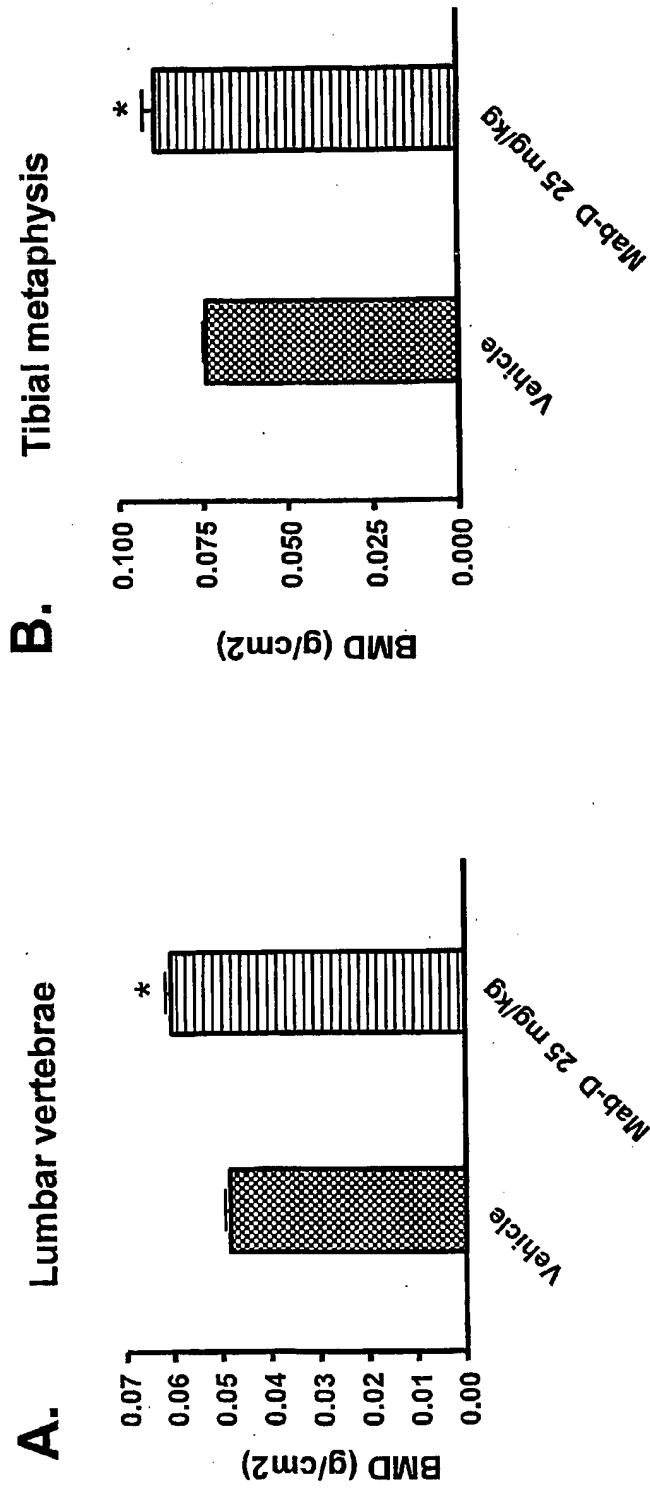 A.
Lumbar vertebrae
BMD (g/cm2)
0.07
0.06
0.05
0.04
0.03
0.02
0.01
0.00
*
Vehicle
Mab-D 25 mg/kg
B.
Tibial metaphysis
BMD (g/cm2)
0.100
0.075
0.050
0.025
0.000
*
Vehicle
Mab-D 25 mg/kg